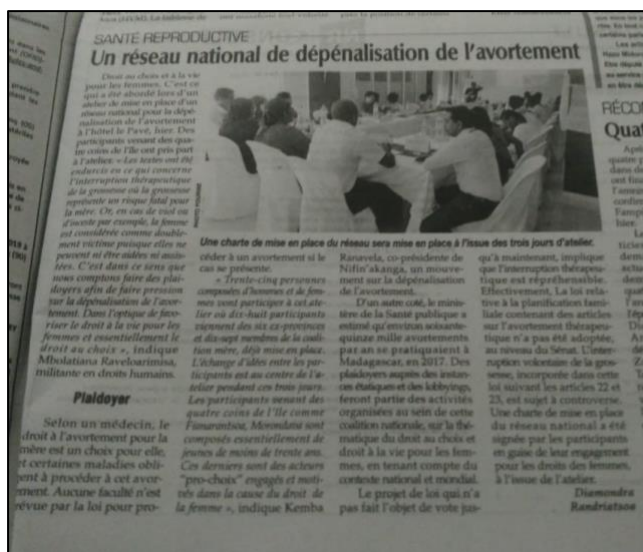 SANTÉ REPRODUCTIVE
Un réseau national de dépénalisation de l'avortement
Droit au choix et à la vie
pour les femmes. C'est ce
qui a été abordé lors d'un
atelier de mise en place d'un
réseau national pour la dépé-
nalisation de l'avortement
à l'hôtel le Pavé, hier. Des
participants venant des qua-
tre coins de l'île ont pris part
à l'atelier. « Les textes ont été
endurcis en ce qui concerne
l'interruption thérapeutique
de la grossesse où la grossesse
représente un risque fatal pour
la mère. Or, en cas de viol ou
d'inceste par exemple, la femme
est considérée comme double-
ment victime puisque elles ne
peuvent ni être aidées ni assis-
tées. C'est dans ce sens que
nous comptons faire des plai-
doyers afin de faire pression
sur la dépénalisation de l'avor-
tement. Dans l'optique de favo-
riser le droit à la vie pour les
femmes et essentiellement le
droit au choix », indique
Mbolatiana Raveloarimisa,
militante en droits humains.
Plaidoyer
Selon un médecin, le
droit à l'avortement pour la
mère est un choix pour elle,
et certaines maladies obli-
ent à procéder à cet avor-
ement. Aucune faculté n'est
révue par la loi pour pro-
Une charte de mise en place du réseau sera mise en place à l'issue des trois jours d'atelier.
céder à un avortement si le
cas se présente.
« Trente-cinq personnes
composées d'hommes et de fem-
mes vont participer à cet ate-
lier où dix-huit participants
viennent des six ex-provinces
et dix-sept membres de la coali-
tion mère, déjà mise en place.
L'échange d'idées entre les par-
ticipants est au centre de l'a-
telier pendant ces trois jours.
Les participants venant des
quatre coins de l'île comme
Fianarantsoa, Morondava sont
composés essentiellement de
jeunes de moins de trente ans.
Ces derniers sont des acteurs
"pro-choix" engagés et moti-
vés dans la cause du droit de
la femme », indique Kemba
Ranavela, co-présidente de
Nifin'akanga, un mouve-
ment sur la dépénalisation
de l'avortement.
D'un autre coté, le minis-
tère de la Santé publique a
estimé qu'environ soixante-
quinze mille avortements
par an se pratiquaient à
Madagascar, en 2017. Des
plaidoyers auprès des instan-
ces étatiques et des lobbyings,
feront partie des activités
organisées au sein de cette
coalition nationale, sur la thé-
matique du droit au choix et
droit à la vie pour les fem-
mes, en tenant compte du
contexte national et mondial.
Le projet de loi qui n'a
pas fait l'objet de vote jus-
qu'à maintenant, implique
que l'interruption thérapeu-
tique est répréhensible.
Effectivement, La loi rela-
tive à la planification fami-
liale contenant des articles
sur l'avortement thérapeu-
tique n'a pas été adoptée,
au niveau du Sénat. L'inter-
ruption volontaire de la gros-
sesse, incorporée dans cette
loi suivant les articles 22 et
23, est sujet à controverse.
Une charte de mise en place
du réseau national a été
signée par les participants
en guise de leur engagement
pour les droits des femmes,
à l'issue de l'atelier.
Diamondra
Randriatsoa
RÉCO
Quat